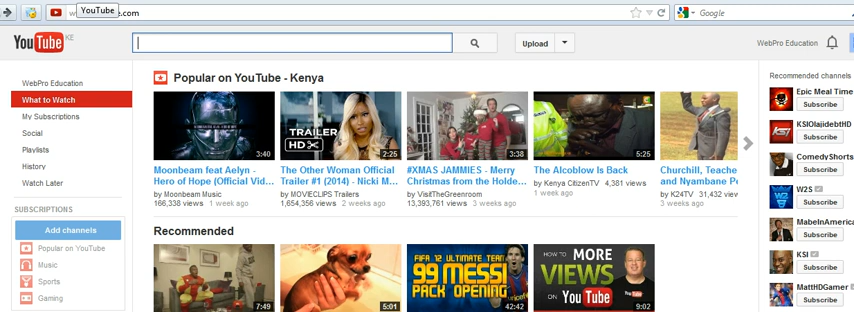 YouTube
.com
Google
YouTube KE
Upload
WebPro Education
WebPro Education
What to Watch
My Subscriptions
Social
Playlists
History
Watch Later
SUBSCRIPTIONS
Add channels
Popular on YouTube
Music
Sports
Gaming
Popular on YouTube - Kenya
3:40
TRAILER
HD
2:25
3:38
5:25
Moonbeam feat Aelyn -
Hero of Hope (Official Vid...
by Moonbeam Music
166,338 views 1 week ago
The Other Woman Official
Trailer #1 (2014) - Nicki M...
by MOVIECLIPS Trailers
1,654,356 views 2 weeks ago
#XMAS JAMMIES - Merry
Christmas from the Holde...
by VisitTheGreenroom
13,393,761 views 3 weeks ago
The Alcoblow Is Back
by Kenya CitizenTV 4,381 views
1 week ago
Churchill, Teache
and Nyambane Pe
by K24TV 31,432 view
3 weeks ago
Recommended
7:49
5:01
FIFA 12 ULTIMATE TEAM
99 MESSI
PACK OPENING
42:42
HOW TO MORE
VIEWS
ON YouTube
9:02
Recommended channels
Epic Meal Time
Subscribe
KSIOlajidebtHD
KSI
Subscribe
ComedyShorts
Subscribe
W2S
Subscribe
MabeInAmerica
Subscribe
KSI
Subscribe
MattHDGamer
Subscribe